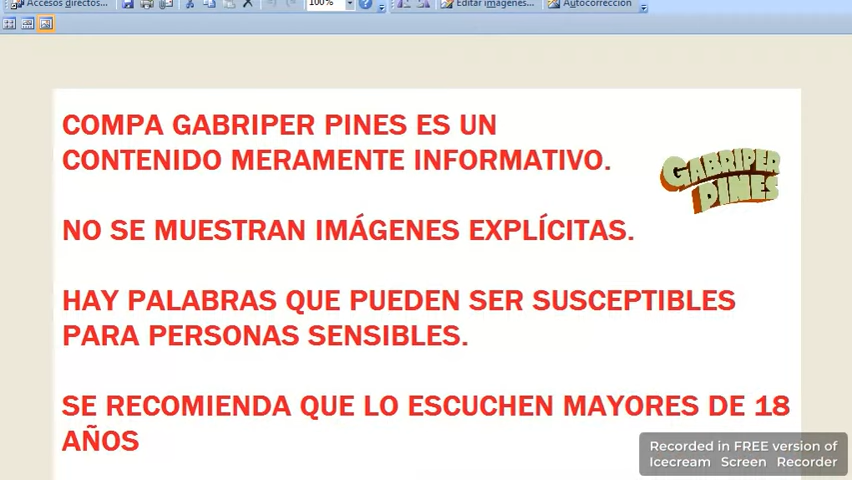 Accesos directos...
100%
Editar imágenes...
Autocorrección
COMPA GABRIPER PINES ES UN
CONTENIDO MERAMENTE INFORMATIVO.
GABRIPER
PIMES
NO SE MUESTRAN IMÁGENES EXPLÍCITAS.
HAY PALABRAS QUE PUEDEN SER SUSCEPTIBLES
PARA PERSONAS SENSIBLES.
SE RECOMIENDA QUE LO ESCUCHEN MAYORES DE 18
AÑOS
Recorded in FREE version of
Icecream Screen Recorder